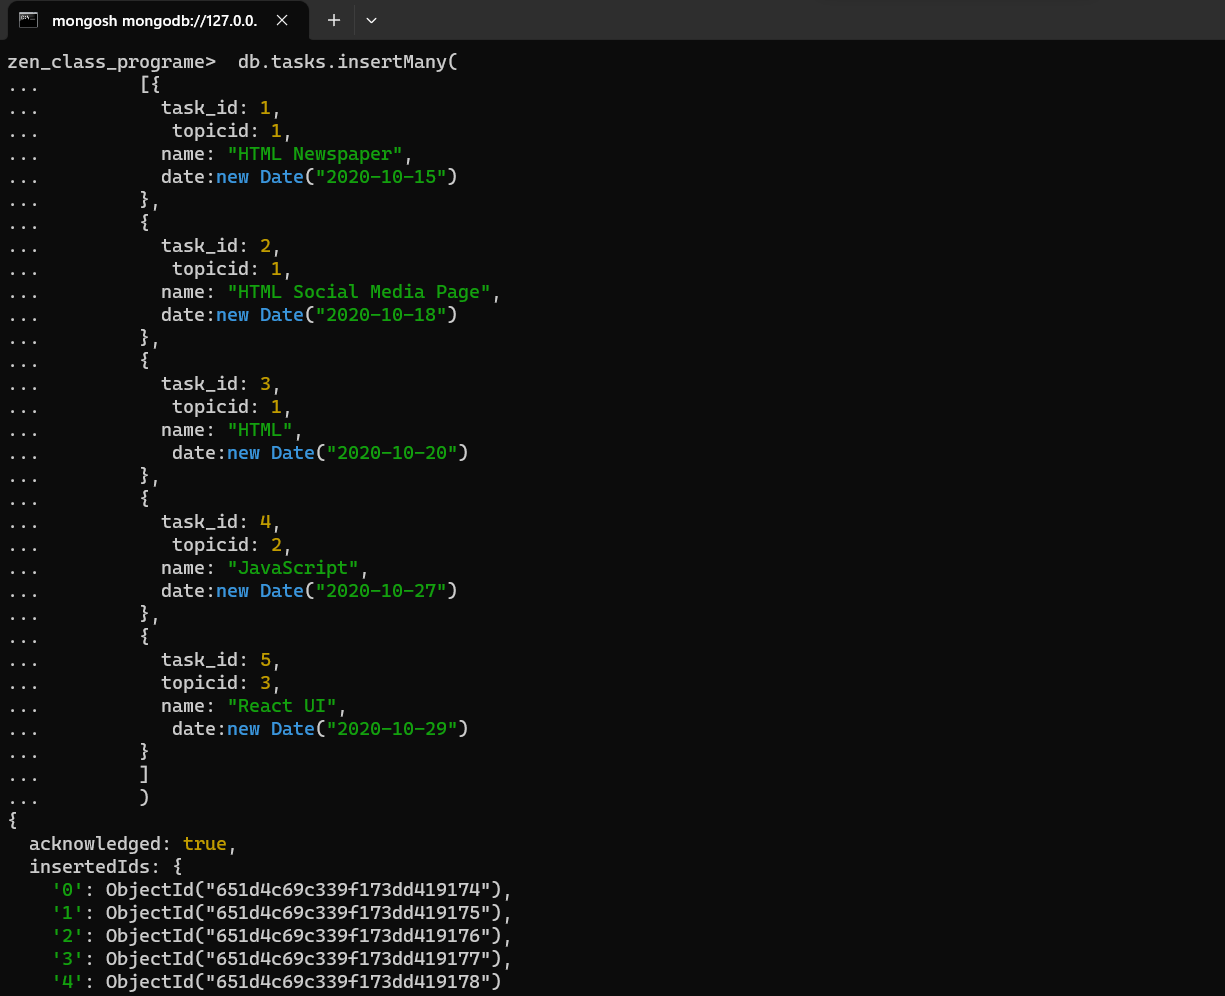 mongosh mongodb://127.0.0.
zen_class_programe>  db.tasks.insertMany(
...         [{
...           task_id: 1,
...            topicid: 1,
...           name: "HTML Newspaper",
...           date:new Date("2020-10-15")
...         },
...         {
...           task_id: 2,
...            topicid: 1,
...           name: "HTML Social Media Page",
...           date:new Date("2020-10-18")
...         },
...         {
...           task_id: 3,
...            topicid: 1,
...           name: "HTML",
...            date:new Date("2020-10-20")
...         },
...         {
...           task_id: 4,
...            topicid: 2,
...           name: "JavaScript",
...           date:new Date("2020-10-27")
...         },
...         {
...           task_id: 5,
...           topicid: 3,
...           name: "React UI",
...            date:new Date("2020-10-29")
...         }
...         ]
...         )
{
  acknowledged: true,
  insertedIds: {
    '0': ObjectId("651d4c69c339f173dd419174"),
    '1': ObjectId("651d4c69c339f173dd419175"),
    '2': ObjectId("651d4c69c339f173dd419176"),
    '3': ObjectId("651d4c69c339f173dd419177"),
    '4': ObjectId("651d4c69c339f173dd419178")